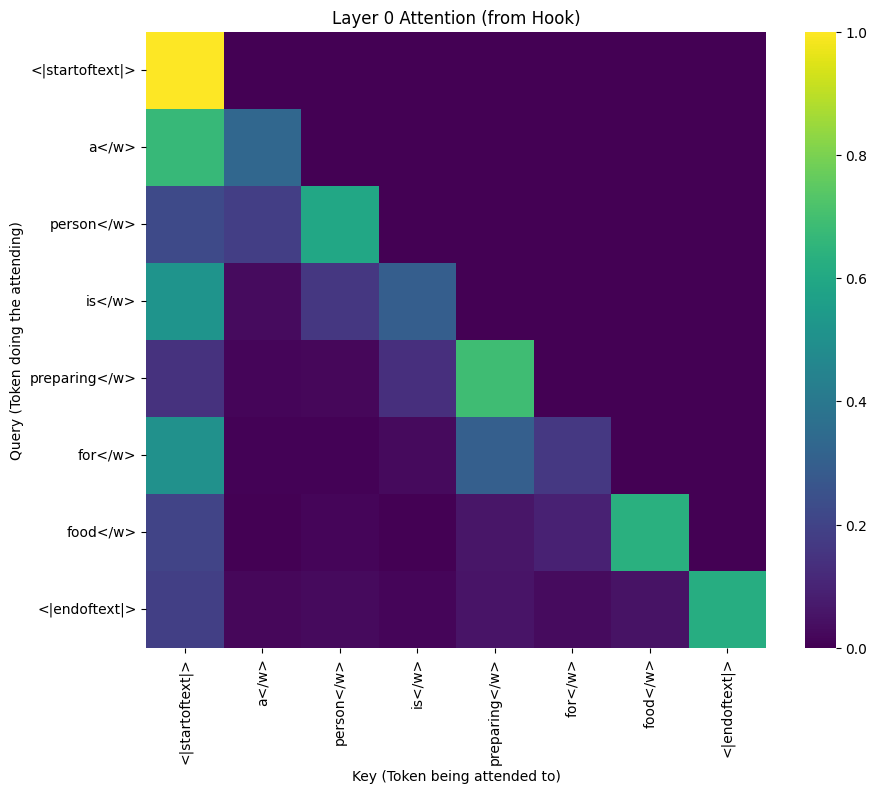 Layer 0 Attention (from Hook)
Query (Token doing the attending)
<|startoftext|>
a</w>
person</w>
is</w>
preparing</w>
for</w>
food</w>
<|endoftext|>
1.0
0.8
0.6
0.4
0.2
0.0
<|startoftext|>
a</w>
person</w>
is</w>
preparing</w>
for</w>
food</w>
<|endoftext|>
Key (Token being attended to)